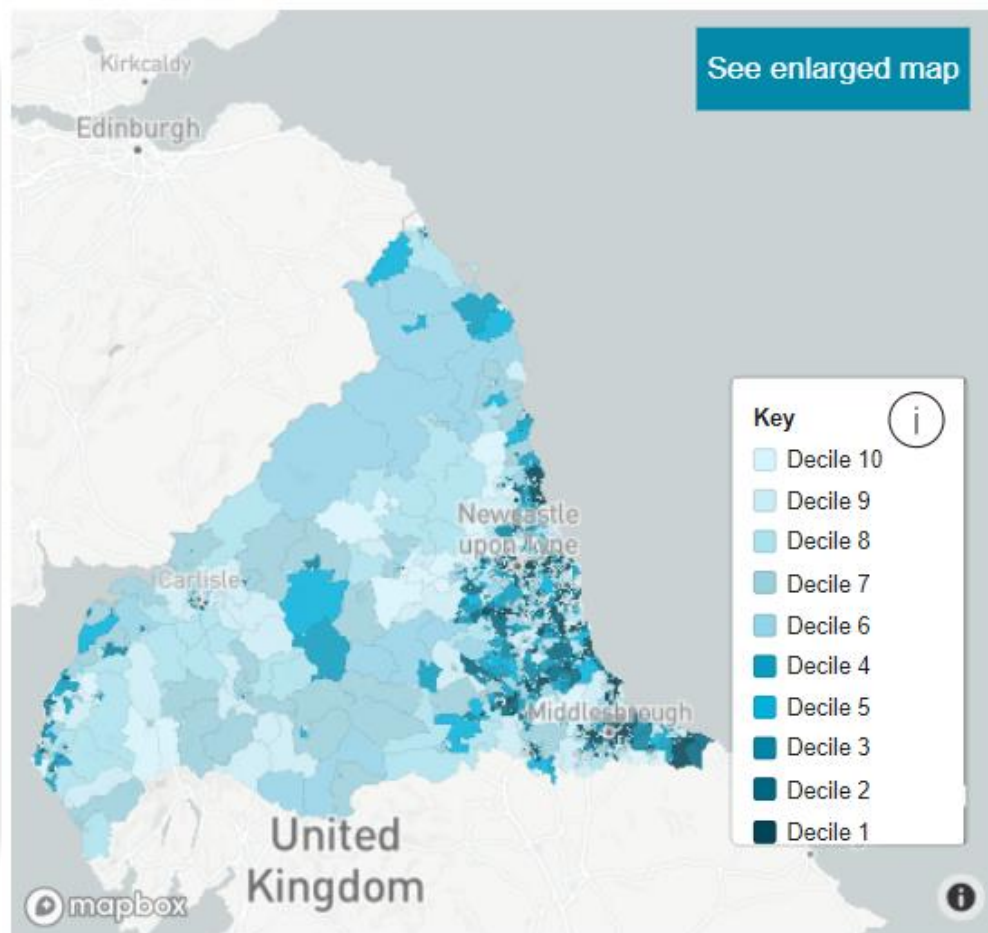 Kirkcaldy
See enlarged map
Edinburgh
Key
i
Decile 10
Decile 9
Newcastle
upon Tyne
Decile 8
Carlisle
Decile 7
Decile 6
Decile 4
Decile 5
Middlesbrough
Decile 3
Decile 2
Decile 1
United
Kingdom
mapbox
i